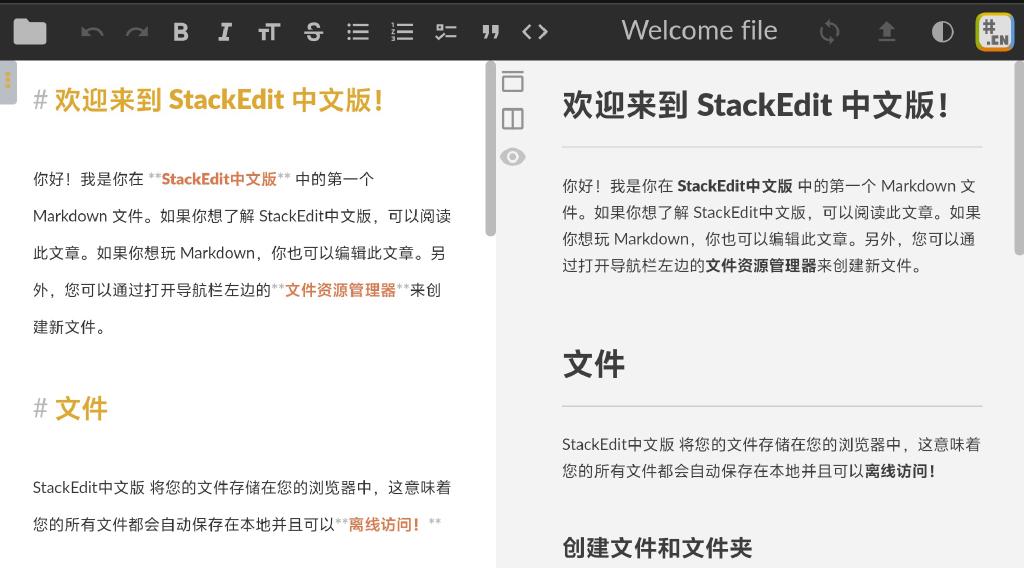 Welcome file
# .CN
# 欢迎来到 StackEdit 中文版！
你好！我是你在 **StackEdit中文版** 中的第一个
Markdown 文件。如果你想了解 StackEdit中文版，可以阅读
此文章。如果你想玩 Markdown，你也可以编辑此文章。另
外，您可以通过打开导航栏左边的**文件资源管理器**来创
建新文件。
# 文件
StackEdit中文版 将您的文件存储在您的浏览器中，这意味着
您的所有文件都会自动保存在本地并且可以**离线访问！**
欢迎来到 StackEdit 中文版！
你好！我是你在 StackEdit中文版 中的第一个 Markdown 文
件。如果你想了解 StackEdit中文版，可以阅读此文章。如果
你想玩 Markdown，你也可以编辑此文章。另外，您可以通
过打开导航栏左边的文件资源管理器来创建新文件。
文件
StackEdit中文版 将您的文件存储在您的浏览器中，这意味着
您的所有文件都会自动保存在本地并且可以离线访问！
创建文件和文件夹